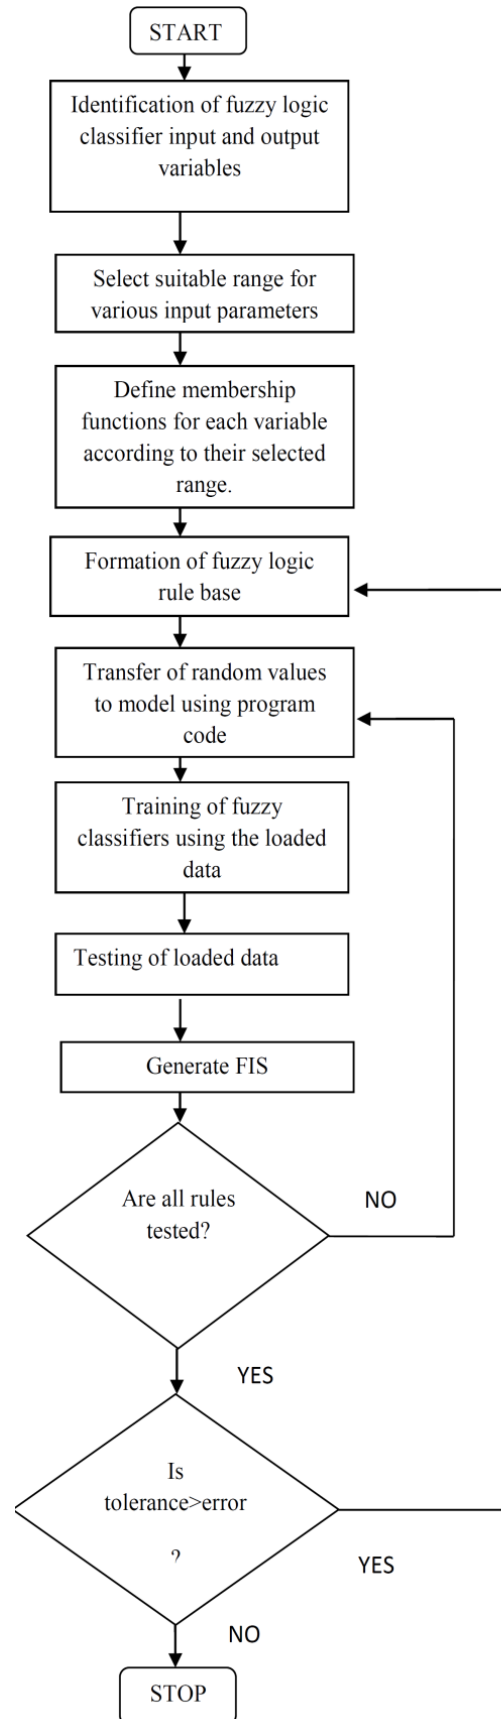 START
Identification of fuzzy logic
classifier input and output
variables
Select suitable range for
various input parameters
Define membership
functions for each variable
according to their selected
range.
Formation of fuzzy logic
rule base
Transfer of random values
to model using program
code
Training of fuzzy
classifiers using the loaded
data
Testing of loaded data
Generate FIS
Are all rules
tested?
NO
YES
Is
tolerance>error
?
YES
NO
STOP